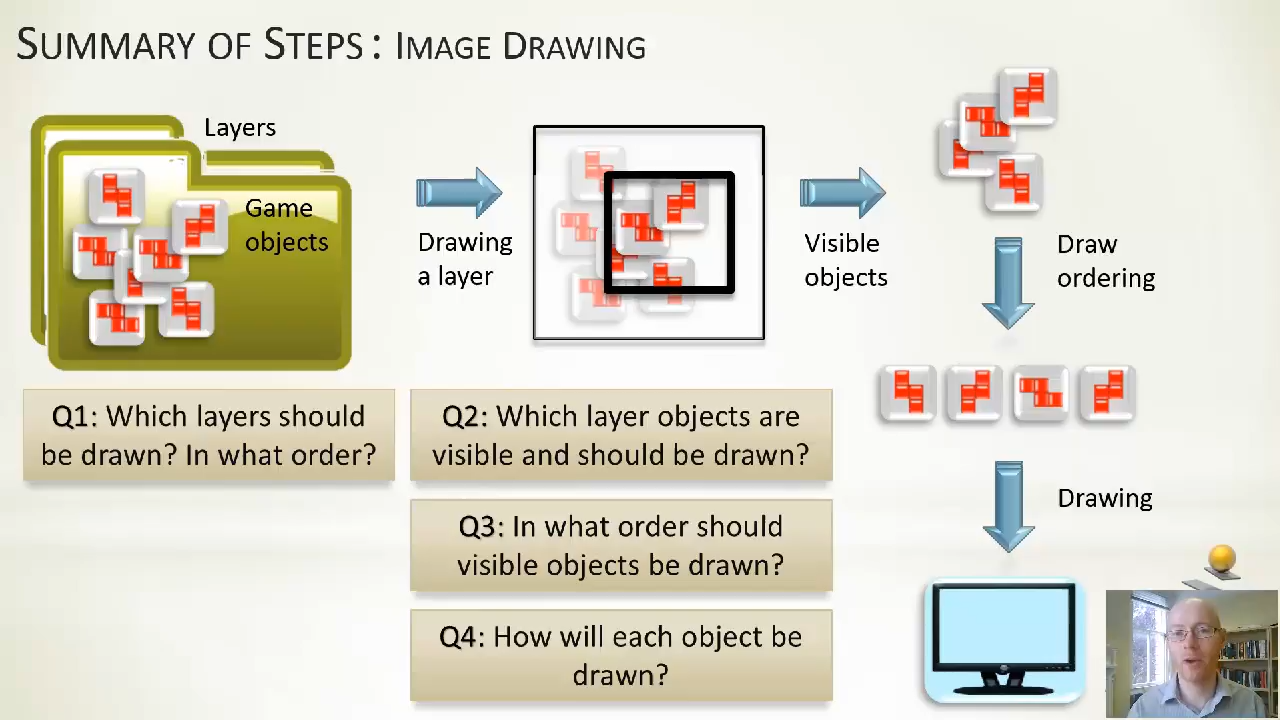 SUMMARY OF STEPS: IMAGE DRAWING
Layers
Game
objects
Drawing
a layer
Visible
objects
Draw
ordering
Q1: Which layers should
be drawn? In what order?
Q2: Which layer objects are
visible and should be drawn?
Q3: In what order should
visible objects be drawn?
Q4: How will each object be
drawn?
Drawing